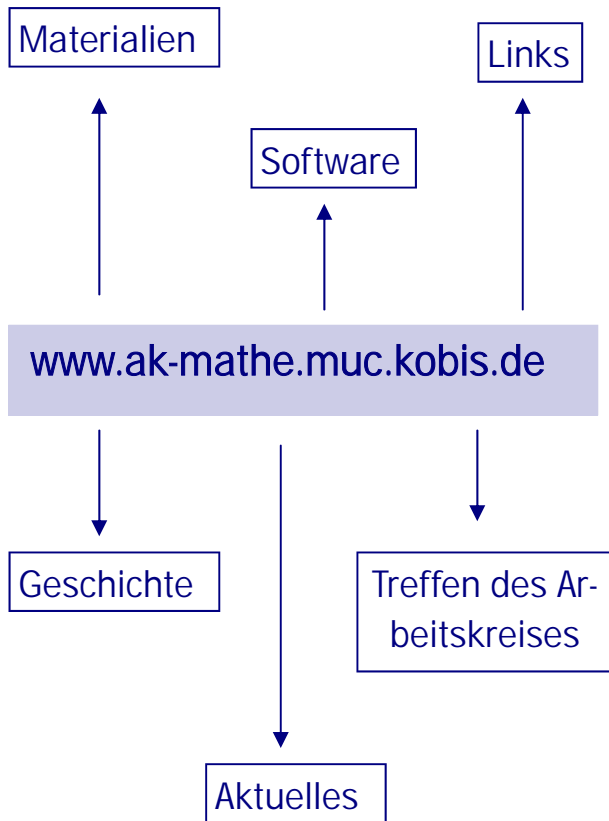 Materialien
Links
Software
www.ak-mathe.muc.kobis.de
Geschichte
Treffen des Ar-
beitskreises
Aktuelles